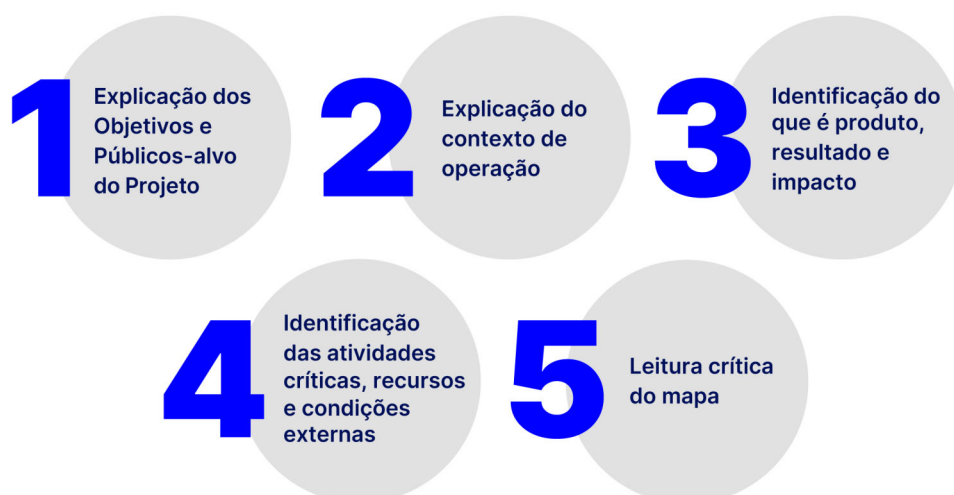 1
Explicação dos
Objetivos e
Públicos-alvo
do Projeto
2
Explicação do
contexto de
operação
3
Identificação do
que é produto,
resultado e
impacto
4
Identificação
das atividades
críticas, recursos
e condições
externas
5
Leitura crítica
do mapa